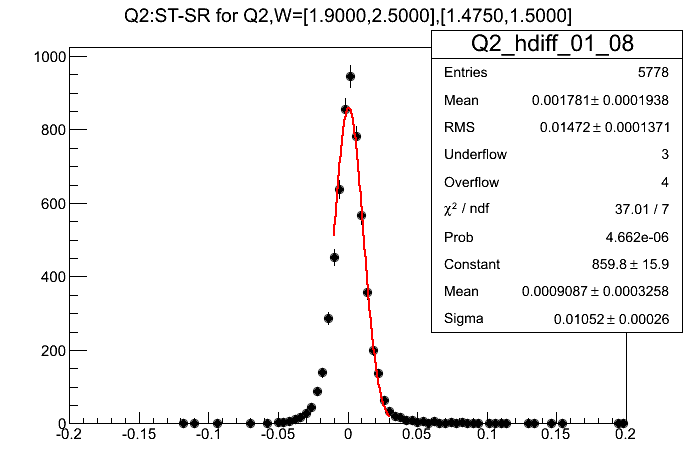 Q2:ST-SR for Q2,W=[1.9000,2.5000],[1.4750,1.5000]
Q2_hdiff_01_08
Entries 5778
Mean 0.001781± 0.0001938
RMS 0.01472± 0.0001371
Underflow 3
Overflow 4
χ² / ndf 37.01 / 7
Prob 4.662e-06
Constant 859.8 ± 15.9
Mean 0.0009087± 0.0003258
Sigma 0.01052± 0.00026
1000
800
600
400
200
0
-0.2 -0.15 -0.1 -0.05 0 0.05 0.1 0.15 0.2